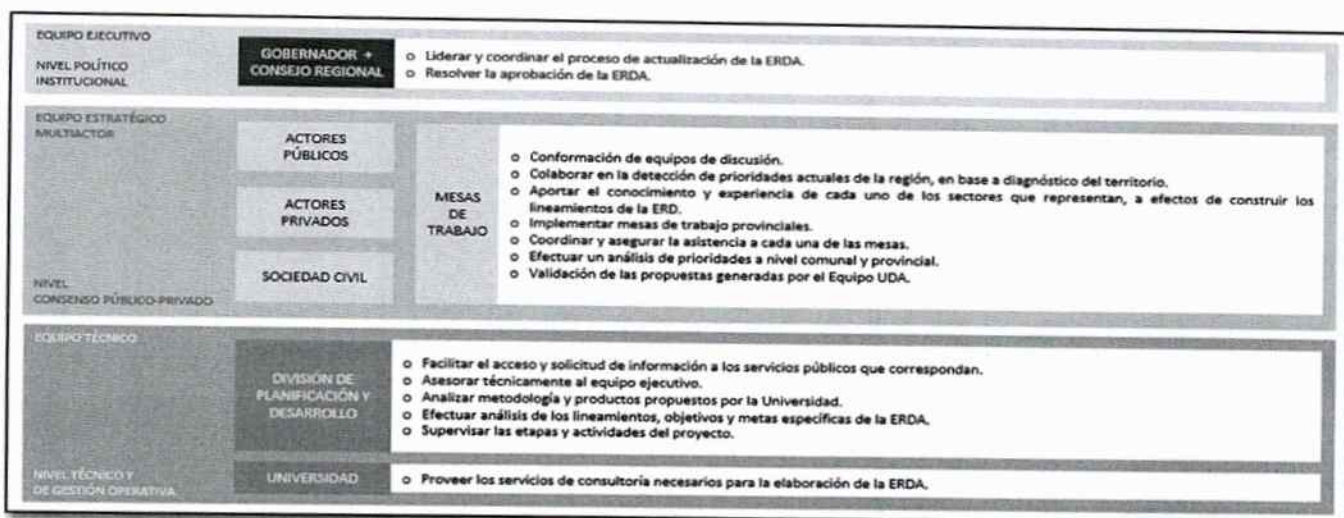 EQUIPO EJECUTIVO
NIVEL POLÍTICO
INSTITUCIONAL
GOBERNADOR +
CONSEJO REGIONAL
o Liderar y coordinar el proceso de actualización de la ERDA.
o Resolver la aprobación de la ERDA.
EQUIPO ESTRATÉGICO
MULTIACTOR
NIVEL
CONSENSO PÚBLICO-PRIVADO
ACTORES
PÚBLICOS
ACTORES
PRIVADOS
SOCIEDAD CIVIL
MESAS
DE
TRABAJO
o Conformación de equipos de discusión.
o Colaborar en la detección de prioridades actuales de la región, en base a diagnóstico del territorio.
o Aportar el conocimiento y experiencia de cada uno de los sectores que representan, a efectos de construir los
lineamientos de la ERD.
o Implementar mesas de trabajo provinciales.
o Coordinar y asegurar la asistencia a cada una de las mesas.
o Efectuar un análisis de prioridades a nivel comunal y provincial.
o Validación de las propuestas generadas por el Equipo UDA.
EQUIPO TÉCNICO
NIVEL TÉCNICO Y
DE GESTIÓN OPERATIVA
DIVISIÓN DE
PLANIFICACIÓN Y
DESARROLLO
o Facilitar el acceso y solicitud de información a los servicios públicos que correspondan.
o Asesorar técnicamente al equipo ejecutivo.
o Analizar metodología y productos propuestos por la Universidad.
o Efectuar análisis de los lineamientos, objetivos y metas específicas de la ERDA.
o Supervisar las etapas y actividades del proyecto.
UNIVERSIDAD
o Proveer los servicios de consultoría necesarios para la elaboración de la ERDA.